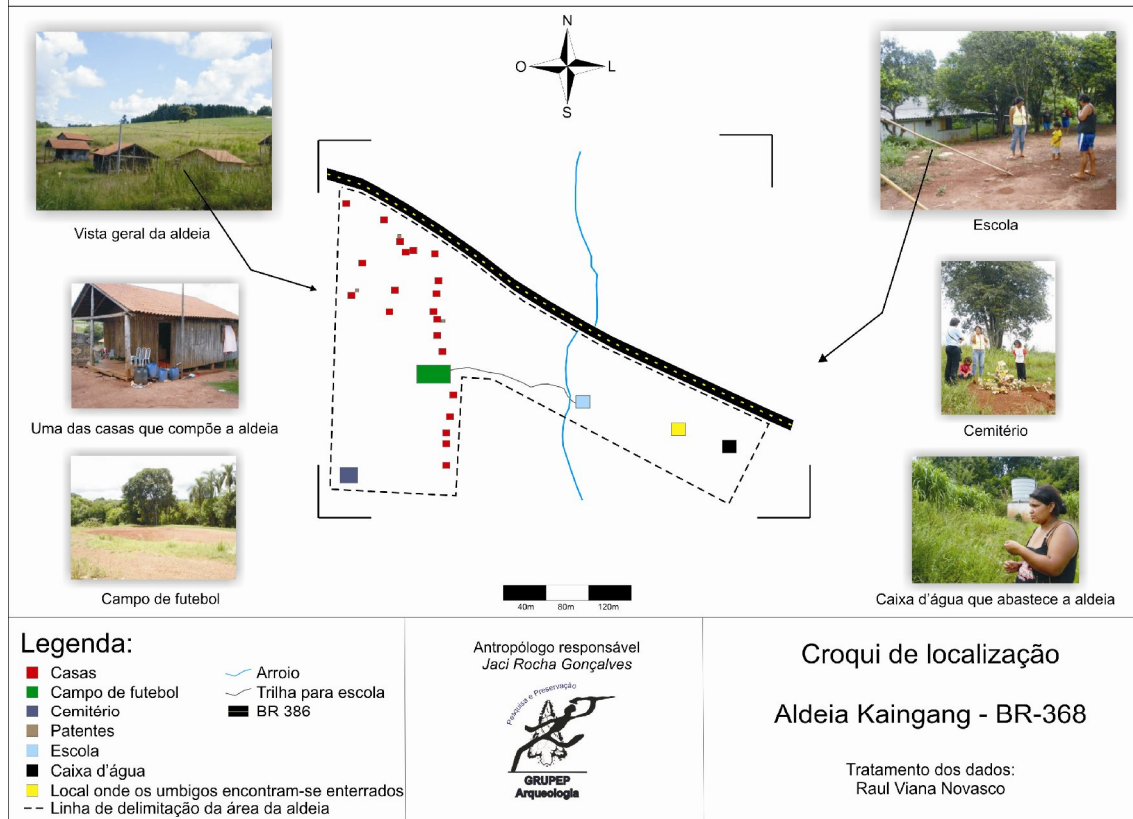 N
O
L
S
Vista geral da aldeia
Escola
Uma das casas que compõe a aldeia
Cemitério
Campo de futebol
Caixa d'água que abastece a aldeia
40m 80m 120m
Legenda:
Casas
Campo de futebol
Cemitério
Patentes
Escola
Caixa d'água
Local onde os umbigos encontram-se enterrados
Linha de delimitação da área da aldeia
Arroio
Trilha para escola
BR 386
Antropólogo responsável
Jaci Rocha Gonçalves
Pesquisa e Preservação
GRUPEP
Arqueologia
Croqui de localização
Aldeia Kaingang - BR-368
Tratamento dos dados:
Raul Viana Novasco